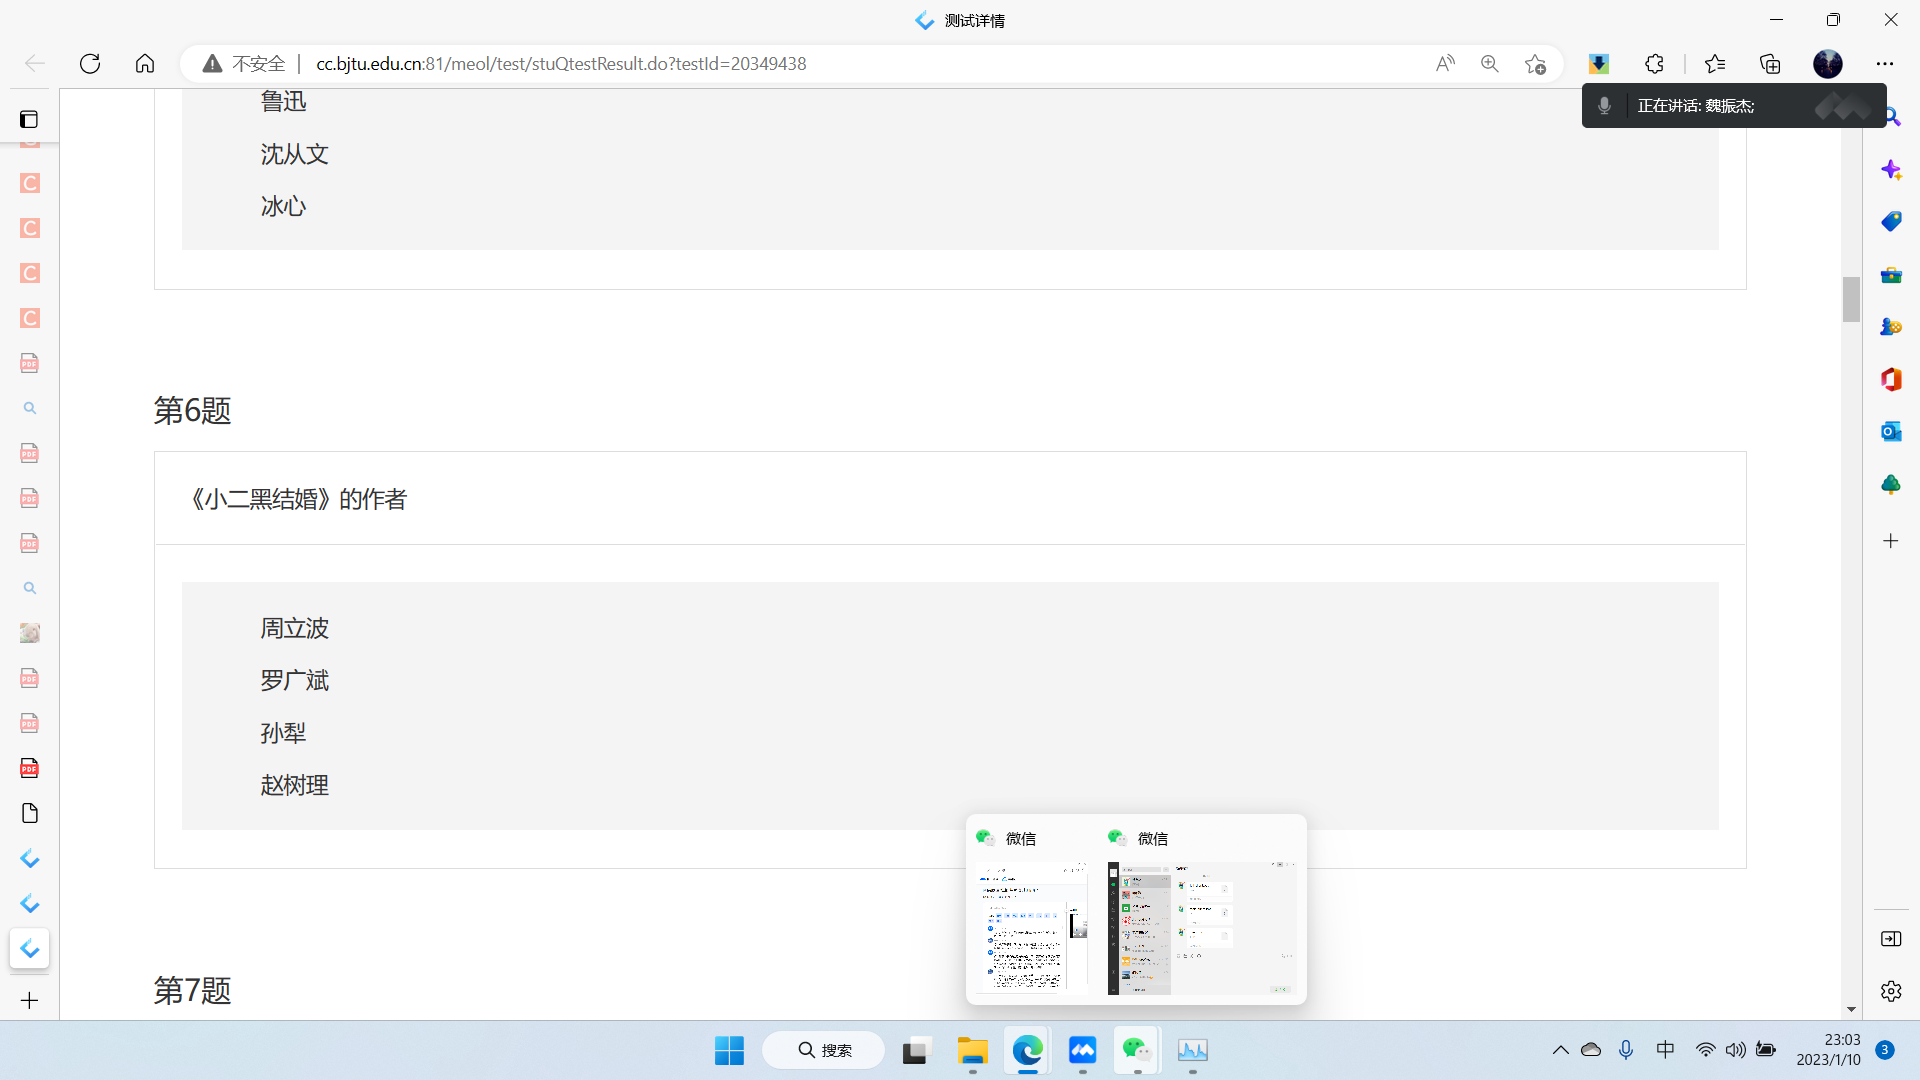 测试详情
不安全
cc.bjtu.edu.cn:81/meol/test/stuQtestResult.do?testId=20349438
正在讲话: 魏振杰;
鲁迅
沈从文
冰心
第6题
《小二黑结婚》的作者
周立波
罗广斌
孙犁
赵树理
微信
微信
第7题
搜索
中
23:03
2023/1/10
3